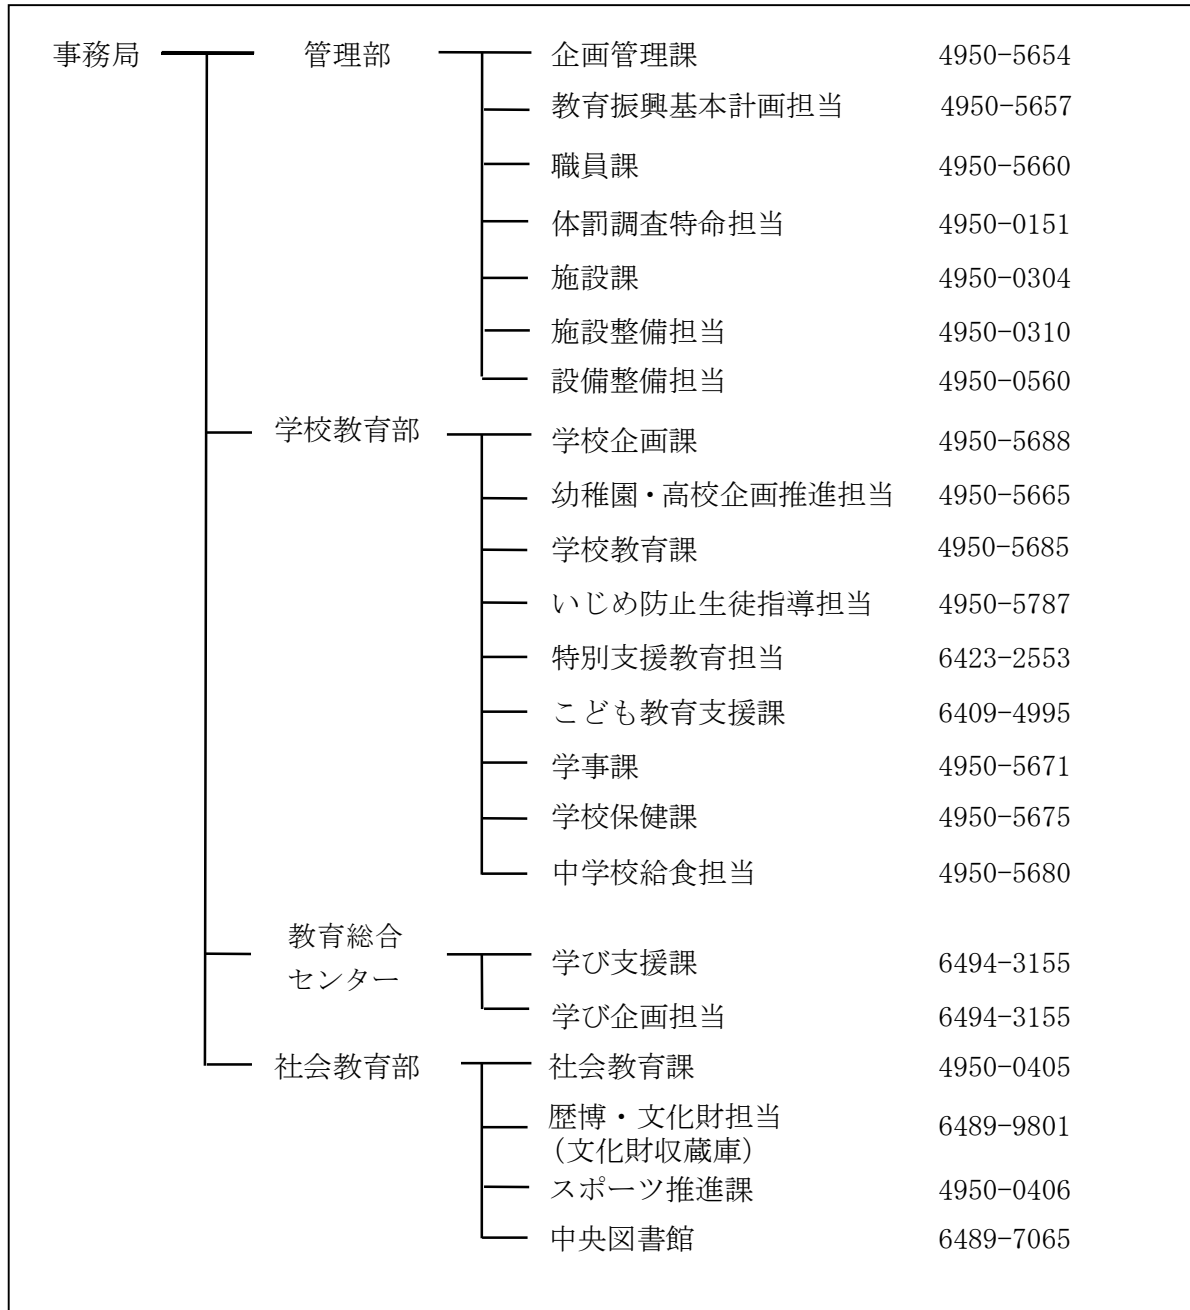 事務局 管理部 企画管理課 4950-5654
教育振興基本計画担当 4950-5657
職員課 4950-5660
体罰調査特命担当 4950-0151
施設課 4950-0304
施設整備担当 4950-0310
設備整備担当 4950-0560
学校教育部 学校企画課 4950-5688
幼稚園・高校企画推進担当 4950-5665
学校教育課 4950-5685
いじめ防止生徒指導担当 4950-5787
特別支援教育担当 6423-2553
こども教育支援課 6409-4995
学事課 4950-5671
学校保健課 4950-5675
中学校給食担当 4950-5680
教育総合
センター
学び支援課 6494-3155
学び企画担当 6494-3155
社会教育部 社会教育課 4950-0405
歴博・文化財担当 6489-9801
（文化財収蔵庫）
スポーツ推進課 4950-0406
中央図書館 6489-7065